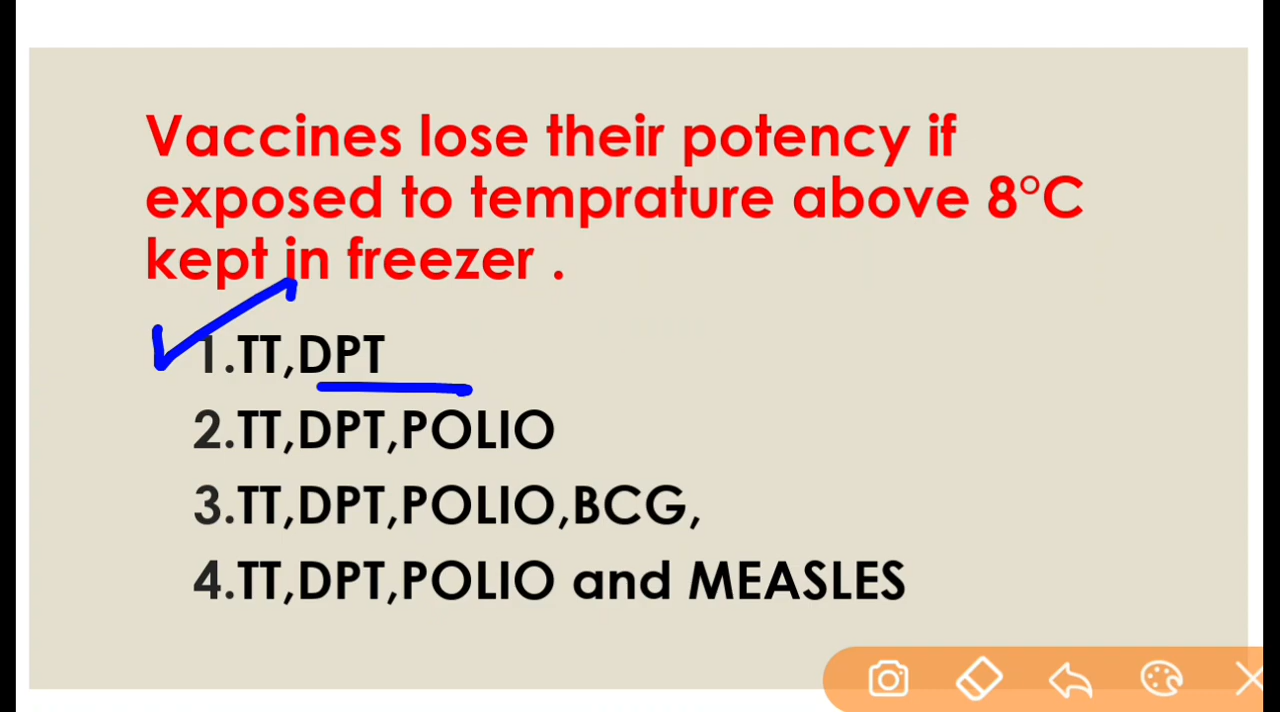 Vaccines lose their potency if
exposed to temprature above 8°C
kept in freezer .
1.TT,DPT
2.TT,DPT,POLIO
3.TT,DPT,POLIO,BCG,
4.TT,DPT,POLIO and MEASLES